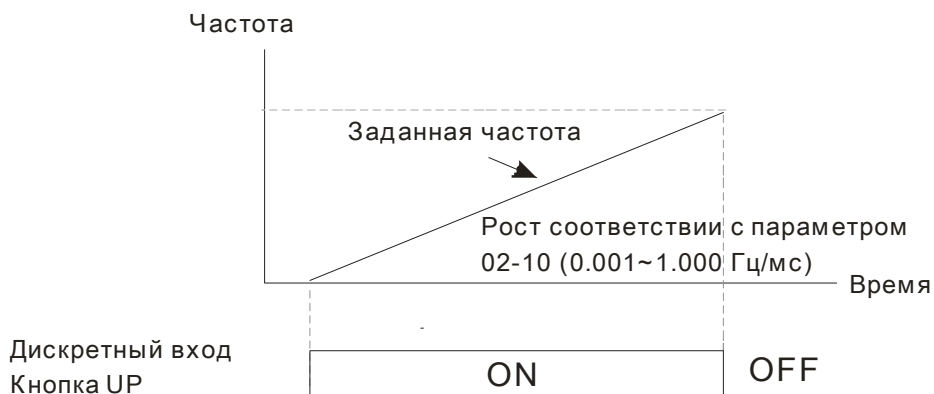 Частота
Заданная частота
Рост соответствии с параметром
02-10 (0.001~1.000 Гц/мс)
Время
Дискретный вход
Кнопка UP
ON
OFF